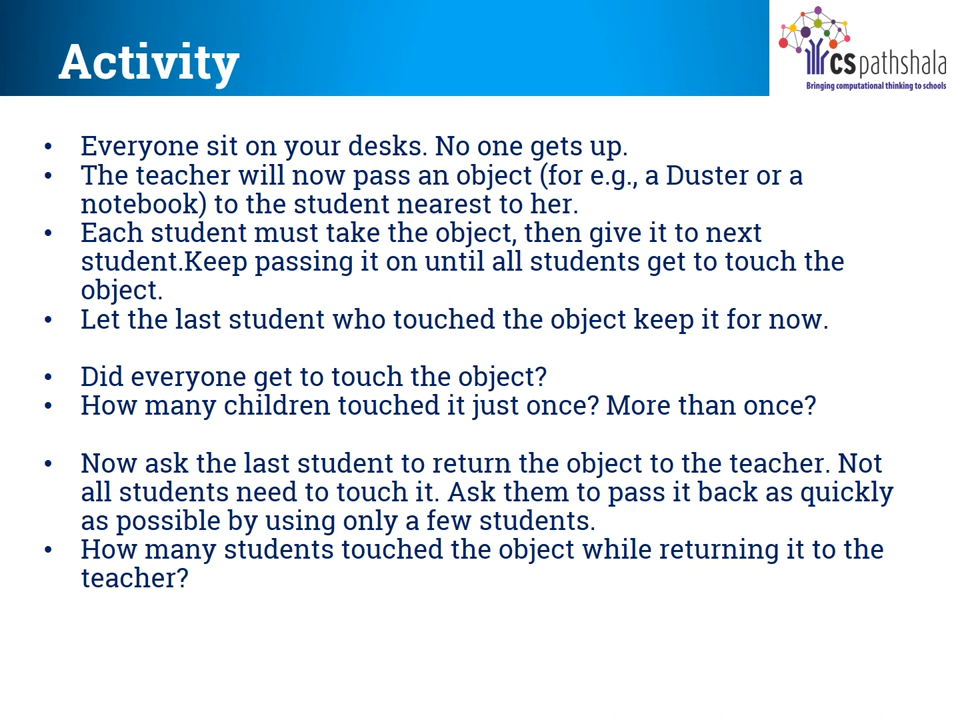 Activity
CSpathshala
Bringing computational thinking to schools
• Everyone sit on your desks. No one gets up.
• The teacher will now pass an object (for e.g., a Duster or a
notebook) to the student nearest to her.
• Each student must take the object, then give it to next
student.Keep passing it on until all students get to touch the
object.
• Let the last student who touched the object keep it for now.
• Did everyone get to touch the object?
• How many children touched it just once? More than once?
• Now ask the last student to return the object to the teacher. Not
all students need to touch it. Ask them to pass it back as quickly
as possible by using only a few students.
• How many students touched the object while returning it to the
teacher?